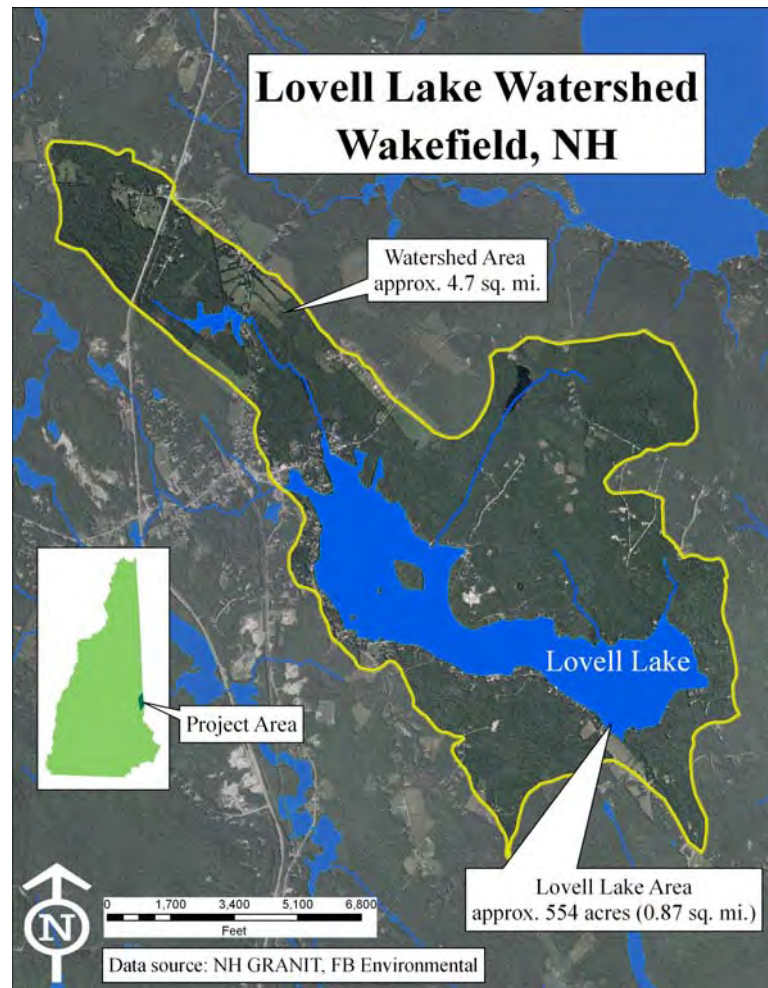 Lovell Lake Watershed
Wakefield, NH
Watershed Area
approx. 4.7 sq. mi.
Lovell Lake
Project Area
Lovell Lake Area
approx. 554 acres (0.87 sq. mi.)
N
0 1,700 3,400 5,100 6,800
Feet
Data source: NH GRANIT, FB Environmental